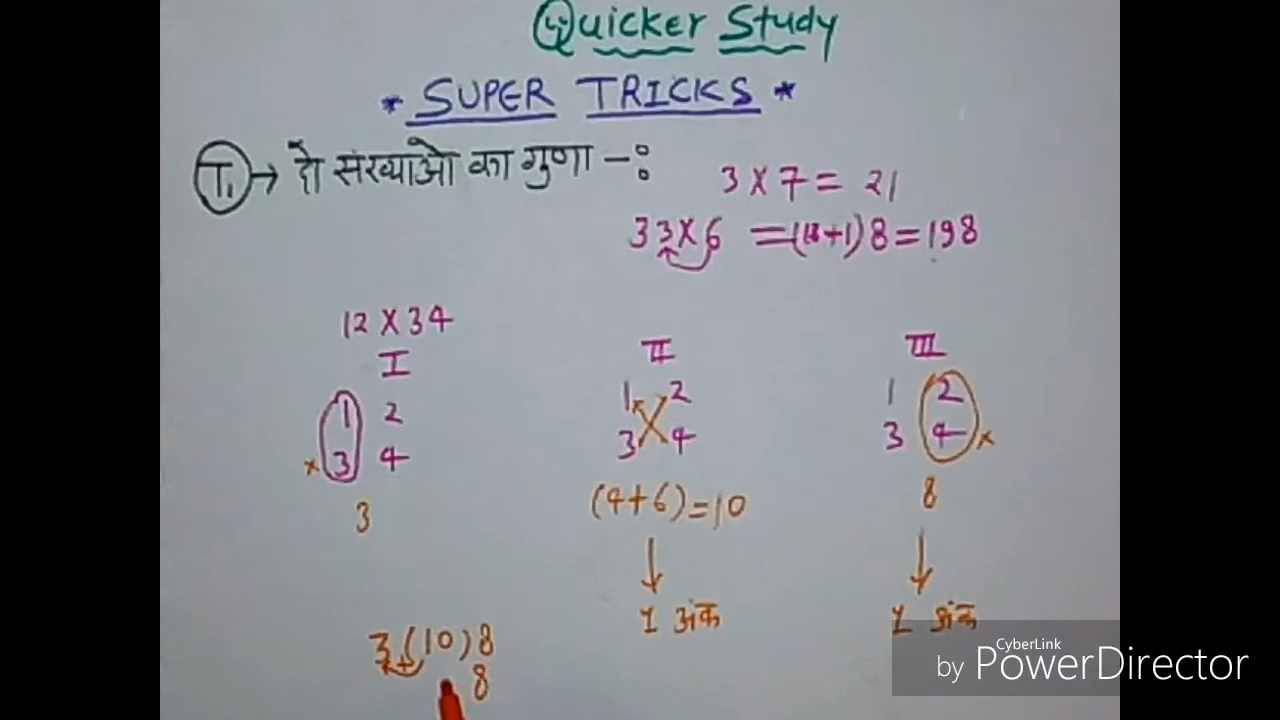 Quicker Study
* SUPER TRICKS *
T1 → दो संख्याओ का गुणा -:
3 X 7 = 21
33 X 6 = (18+1) 8 = 198
12 X 34
I
II
III
1 2
3 4
×
3
1 2
3 4
(4+6) = 10
↓
1 अंक
1 2
3 4 ×
8
↓
1 अंक
3 (10) 8
+
8
CyberLink
by PowerDirector